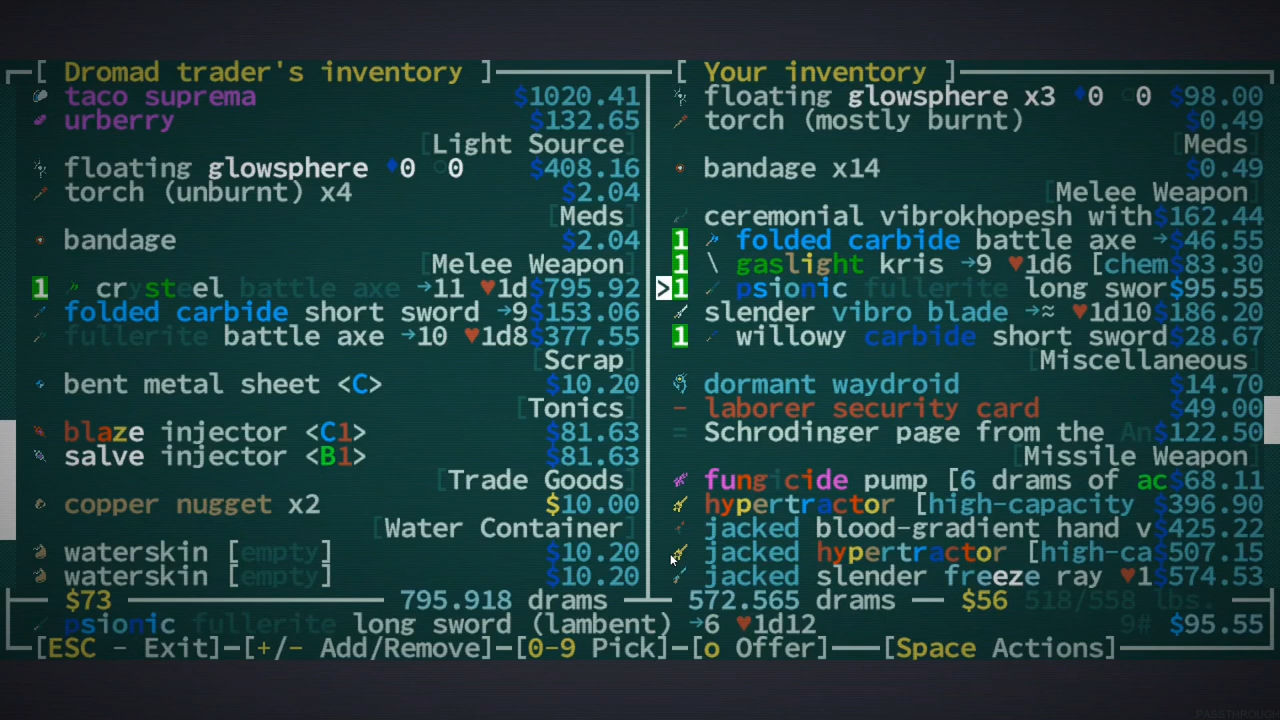 [ Dromad trader's inventory ]
taco suprema $1020.41
urberry $132.65
[Light Source]
floating glowsphere ♦0 ○0 $408.16
torch (unburnt) x4 $2.04
[Meds]
bandage $2.04
[Melee Weapon]
1 crysteel battle axe →11 ♥1d $795.92
folded carbide short sword →9 $153.06
fullerite battle axe →10 ♥1d8 $377.55
[Scrap]
bent metal sheet <C> $10.20
[Tonics]
blaze injector <C1> $81.63
salve injector <B1> $81.63
[Trade Goods]
copper nugget x2 $10.00
[Water Container]
waterskin [empty] $10.20
waterskin [empty] $10.20
[ Your inventory ]
floating glowsphere x3 ♦0 ○0 $98.00
torch (mostly burnt) $0.49
[Meds]
bandage x14 $0.49
[Melee Weapon]
ceremonial vibrokhopesh with $162.44
1 folded carbide battle axe → $46.55
1 \ gaslight kris →9 ♥1d6 [chem $83.30
>1 psionic fullerite long swor $95.55
slender vibro blade →≈ ♥1d10 $186.20
1 willowy carbide short sword $28.67
[Miscellaneous]
dormant waydroid $14.70
- laborer security card $49.00
= Schrodinger page from the An $122.50
[Missile Weapon]
fungicide pump [6 drams of ac $68.11
hypertractor [high-capacity $396.90
jacked blood-gradient hand v $425.22
jacked hypertractor [high-ca $507.15
jacked slender freeze ray ♥1 $574.53
$73 795.918 drams 572.565 drams $56 518/558 lbs.
psionic fullerite long sword (lambent) →6 ♥1d12 9# $95.55
[ESC - Exit] [+/- Add/Remove] [0-9 Pick] [o Offer] [Space Actions]
PASSTHROUGH